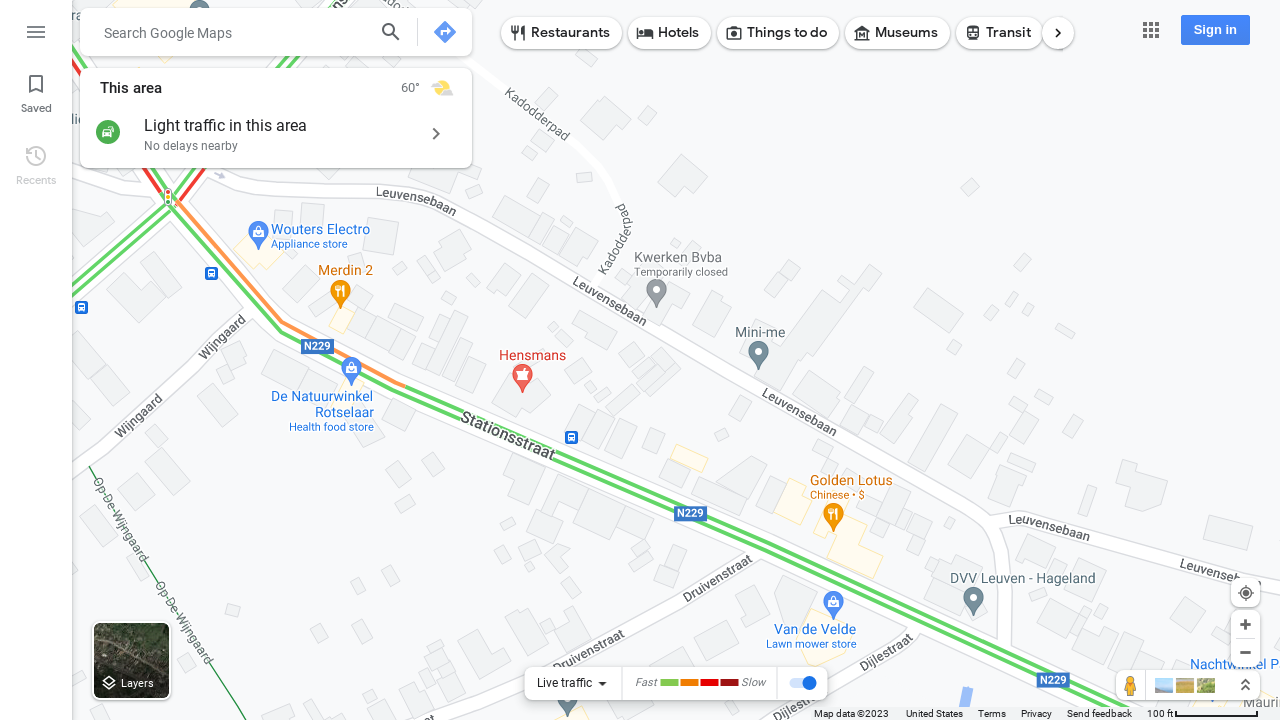 Search Google Maps
Restaurants
Hotels
Things to do
Museums
Transit
Sign in
Saved
Recents
This area
60°
Light traffic in this area
No delays nearby
Kadodderpad
Kadodderpad
Leuvensebaan
Leuvensebaan
Leuvensebaan
Leuvensebaan
Wouters Electro
Appliance store
Merdin 2
Kwerken Bvba
Temporarily closed
Mini-me
Wijngaard
Wijngaard
N229
Hensmans
De Natuurwinkel
Rotselaar
Health food store
Stationsstraat
N229
Golden Lotus
Chinese • $
Op-De-Wijngaard
Op-De-Wijngaard
Druivenstraat
Druivenstraat
DVV Leuven - Hageland
Van de Velde
Lawn mower store
Dijlestraat
N229
Layers
Live traffic
Fast
Slow
Map data ©2023
United States
Terms
Privacy
Send feedback
100 ft